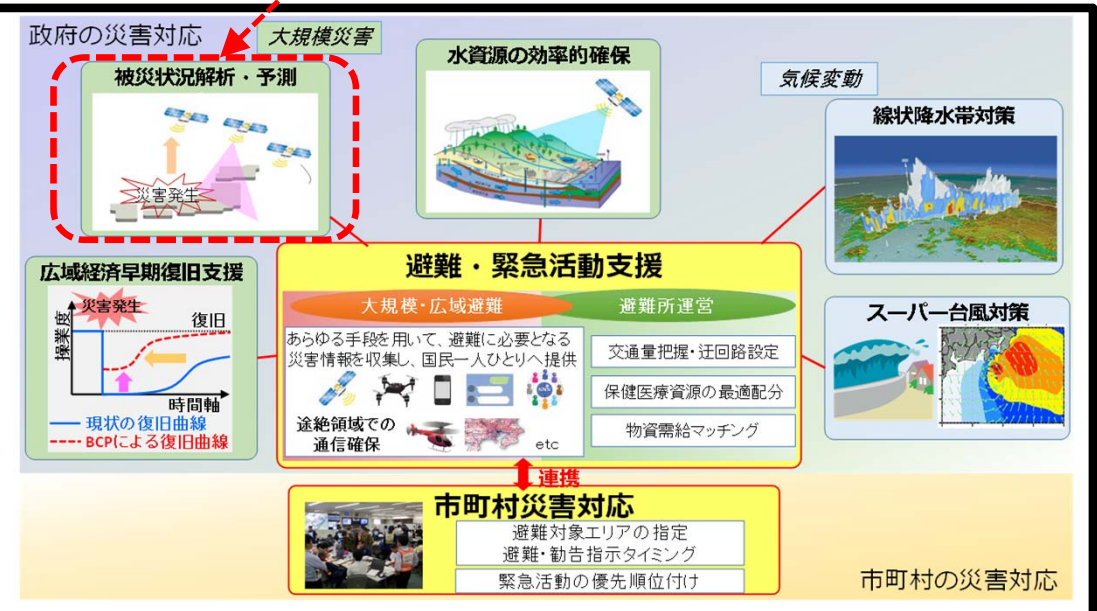 政府の災害対応
大規模災害
被災状況解析・予測
災害発生
水資源の効率的確保
気候変動
線状降水帯対策
広域経済早期復旧支援
災害発生
復旧
操業度
時間軸
現状の復旧曲線
BCPによる復旧曲線
避難・緊急活動支援
大規模・広域避難
あらゆる手段を用いて、避難に必要となる
災害情報を収集し、国民一人ひとりへ提供
途絶領域での
通信確保
etc
避難所運営
交通量把握・迂回路設定
保健医療資源の最適配分
物資需給マッチング
スーパー台風対策
連携
市町村災害対応
避難対象エリアの指定
避難・勧告指示タイミング
緊急活動の優先順位付け
市町村の災害対応